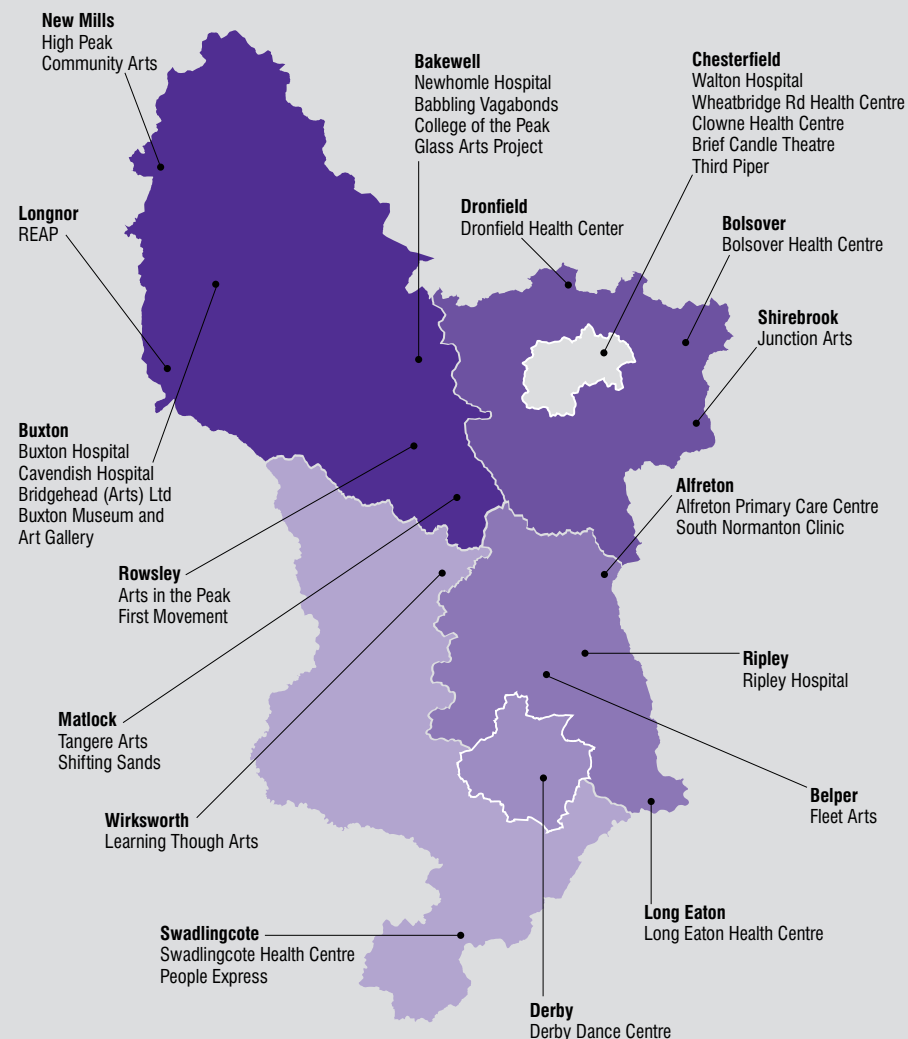 New Mills
High Peak
Community Arts
Bakewell
Newhomle Hospital
Babbling Vagabonds
College of the Peak
Glass Arts Project
Chesterfield
Walton Hospital
Wheatbridge Rd Health Centre
Clowne Health Centre
Brief Candle Theatre
Third Piper
Longnor
REAP
Dronfield
Dronfield Health Center
Bolsover
Bolsover Health Centre
Shirebrook
Junction Arts
Buxton
Buxton Hospital
Cavendish Hospital
Bridgehead (Arts) Ltd
Buxton Museum and
Art Gallery
Alfreton
Alfreton Primary Care Centre
South Normanton Clinic
Rowsley
Arts in the Peak
First Movement
Ripley
Ripley Hospital
Matlock
Tangere Arts
Shifting Sands
Belper
Fleet Arts
Wirksworth
Learning Though Arts
Long Eaton
Long Eaton Health Centre
Swadlingcote
Swadlingcote Health Centre
People Express
Derby
Derby Dance Centre